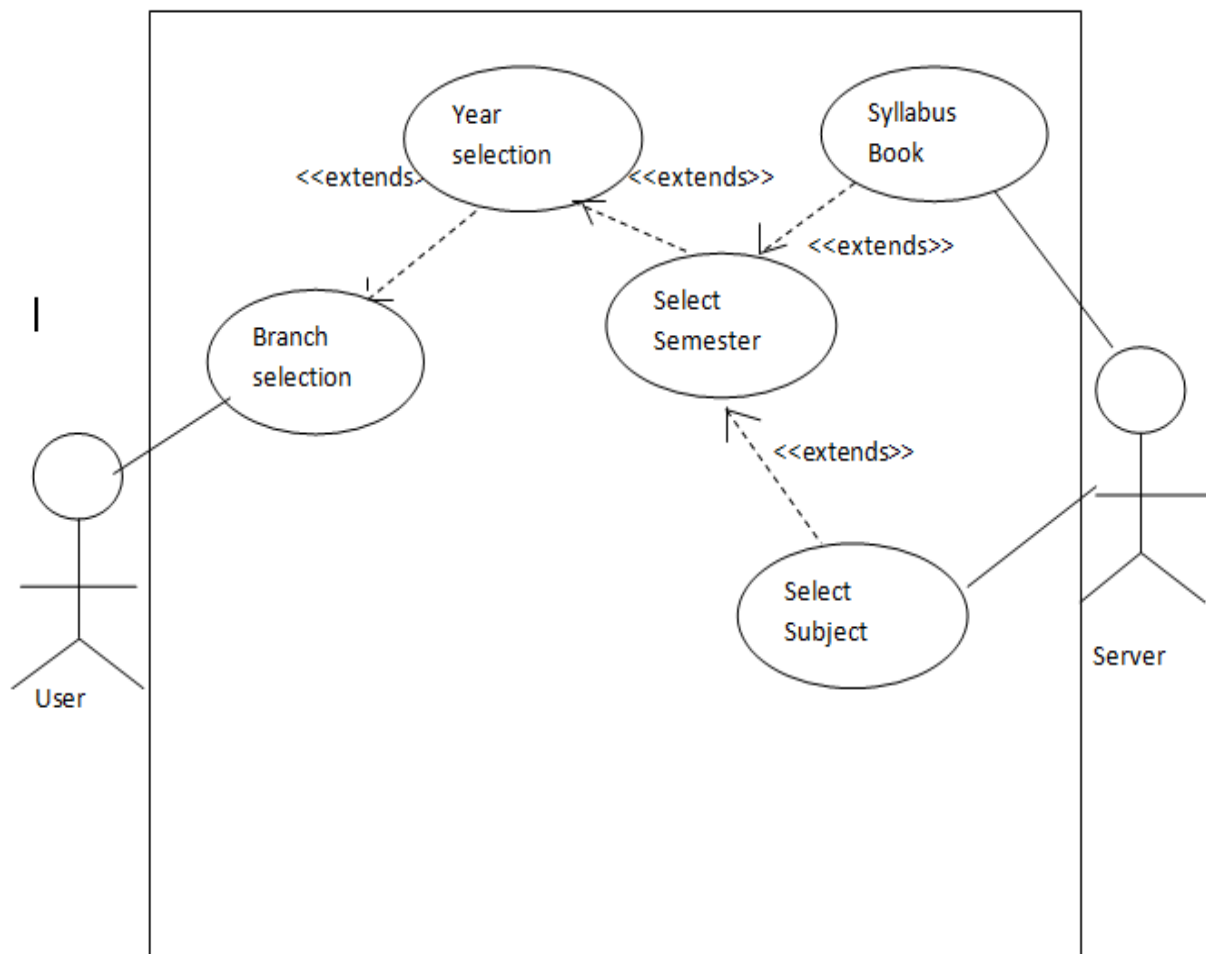 Year
selection
Syllabus
Book
<<extends>
<<extends>>
<<extends>>
Select
Semester
Branch
selection
<<extends>>
Select
Subject
Server
User